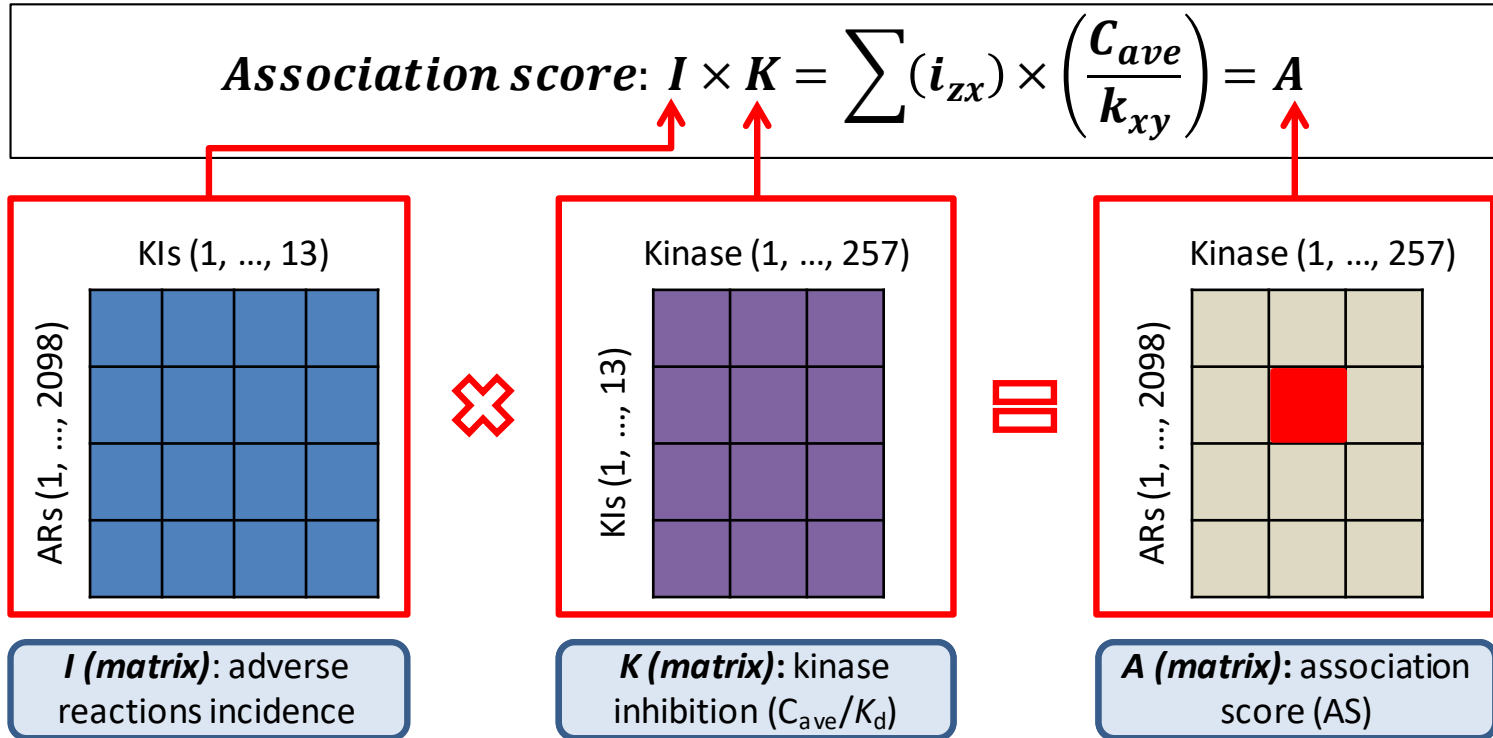 Association score: I × K = ∑(i_zx) × (C_ave / k_xy) = A
KIs (1, ..., 13)
ARs (1, ..., 2098)
Kinase (1, ..., 257)
KIs (1, ..., 13)
Kinase (1, ..., 257)
ARs (1, ..., 2098)
I (matrix): adverse
reactions incidence
K (matrix): kinase
inhibition (C_ave/K_d)
A (matrix): association
score (AS)